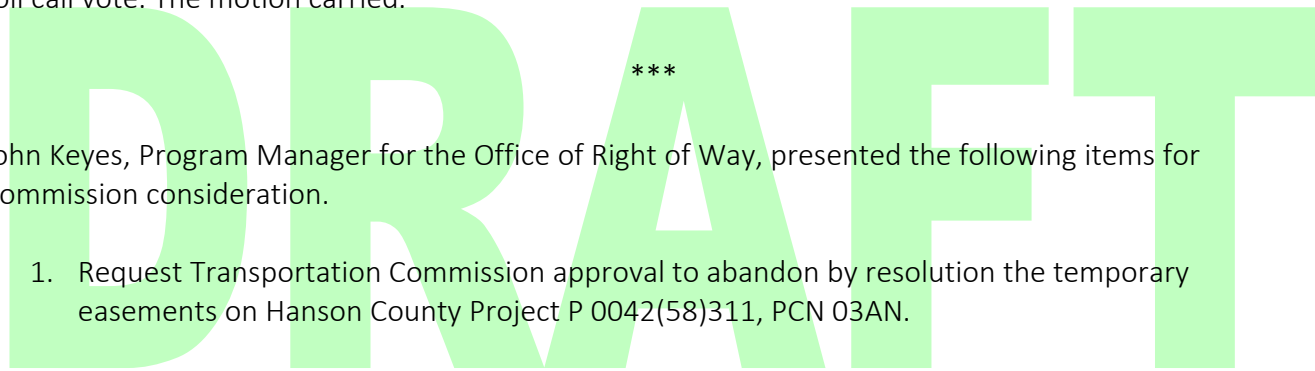 oll call vote. The motion carried.
***
ohn Keyes, Program Manager for the Office of Right of Way, presented the following items for
ommission consideration.
1. Request Transportation Commission approval to abandon by resolution the temporary
easements on Hanson County Project P 0042(58)311, PCN 03AN.
DRAFT